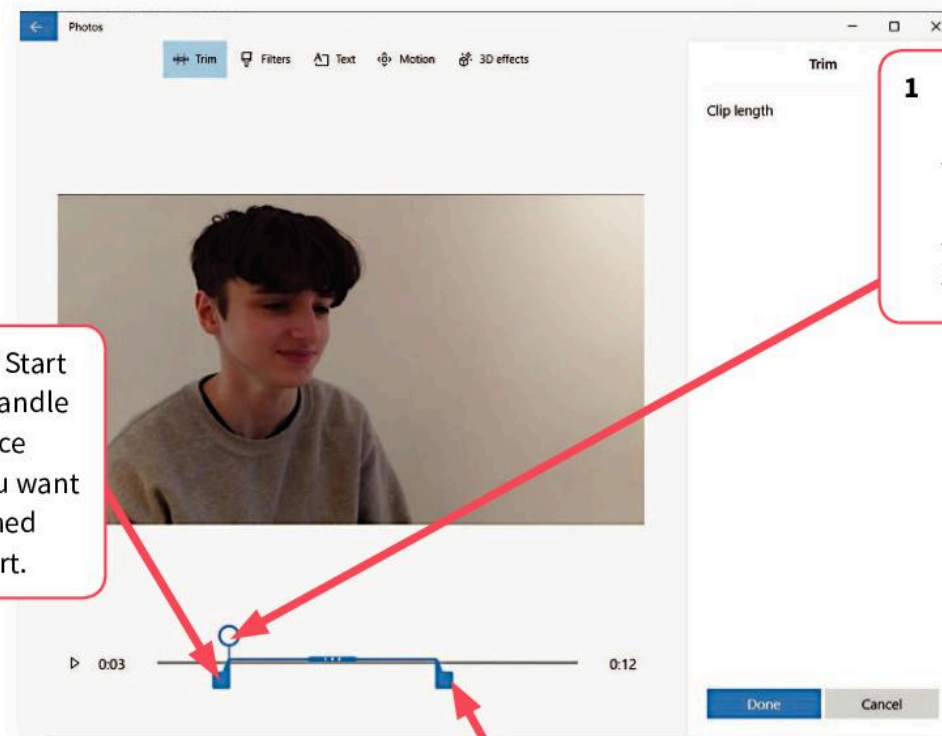 Photos
Trim Filters Text Motion 3D effects
Trim
Clip length
1
Start
andle
ce
u want
ned
rt.
0:03
0:12
Done Cancel